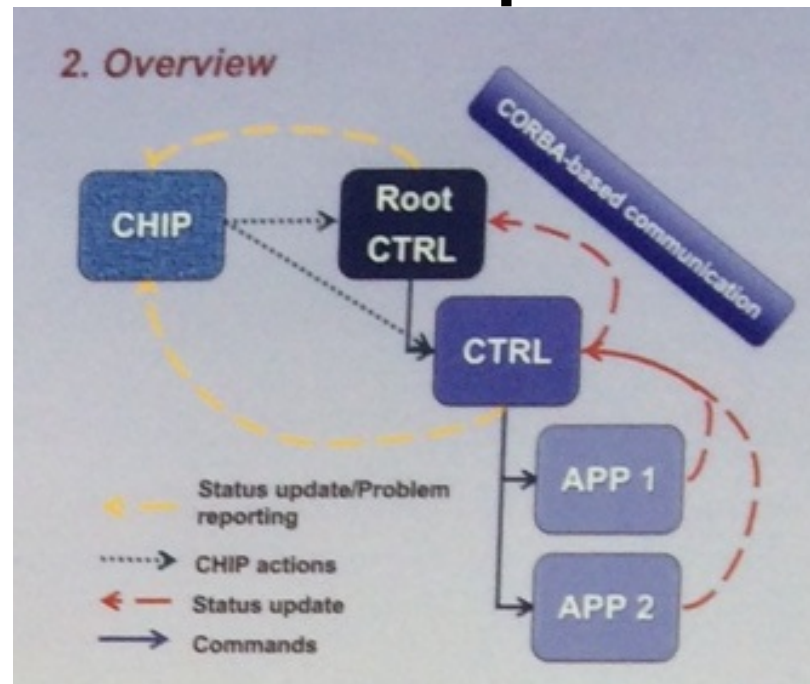 2. Overview
CORBA-based communication
CHIP
Root
CTRL
CTRL
APP 1
APP 2
Status update/Problem
reporting
CHIP actions
Status update
Commands